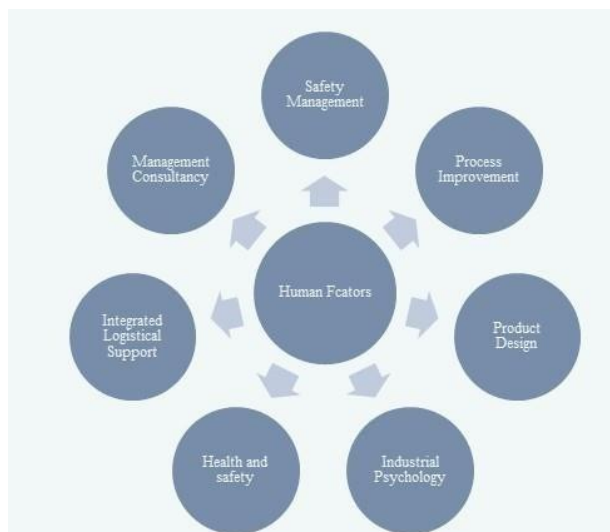 Safety
Management
Process
Improvement
Product
Design
Industrial
Psychology
Health and
safety
Integrated
Logistical
Support
Management
Consultancy
Human Fcators